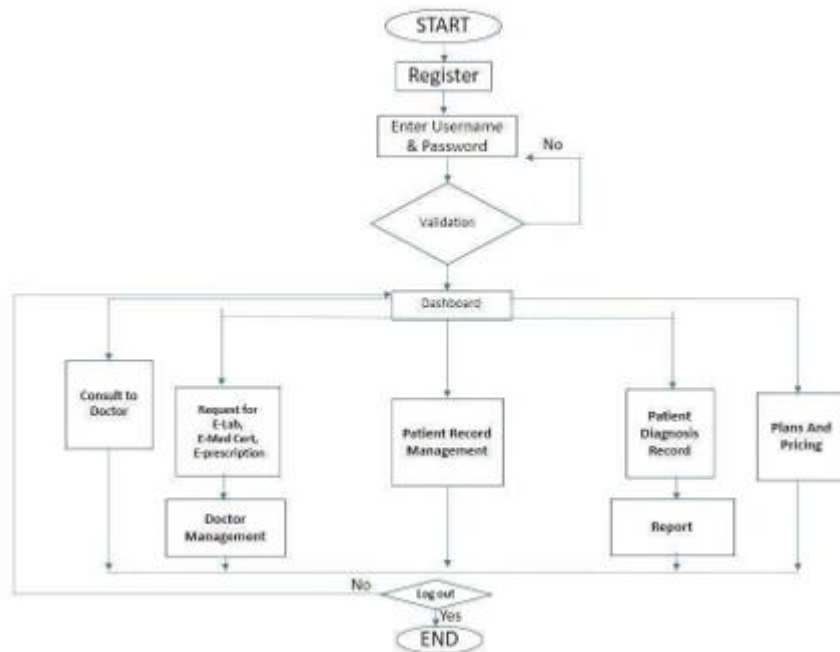 START
Register
Enter Username
& Password
No
Validation
Dashboard
Consult to
Doctor
Request for
E-Lab,
E-Med Cert,
E-prescription
Patient Record
Management
Patient
Diagnosis
Record
Plans And
Pricing
Doctor
Management
Report
No
Log out
Yes
END